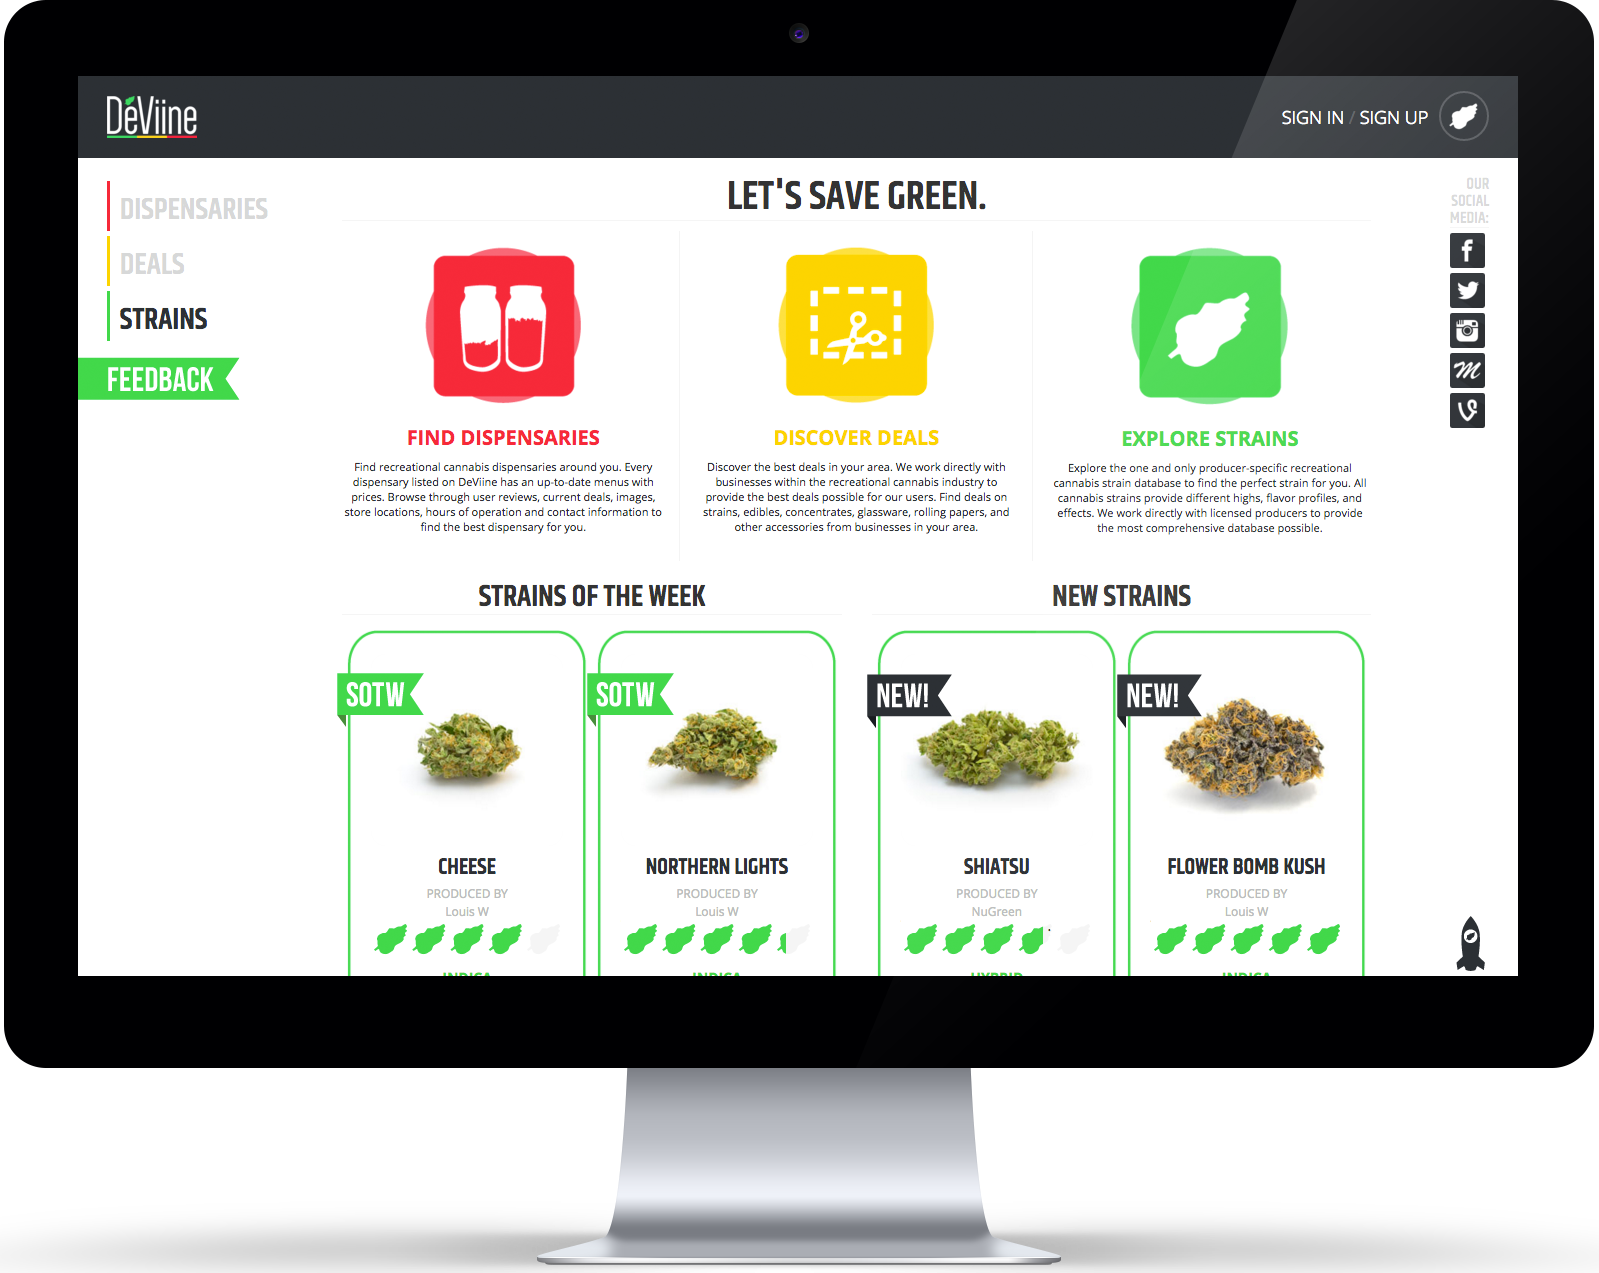 DéViine
SIGN IN / SIGN UP
DISPENSARIES
DEALS
STRAINS
FEEDBACK
LET'S SAVE GREEN.
OUR
SOCIAL
MEDIA:
FIND DISPENSARIES
Find recreational cannabis dispensaries around you. Every
dispensary listed on DeViine has an up-to-date menus with
prices. Browse through user reviews, current deals, images,
store locations, hours of operation and contact information to
find the best dispensary for you.
DISCOVER DEALS
Discover the best deals in your area. We work directly with
businesses within the recreational cannabis industry to
provide the best deals possible for our users. Find deals on
strains, edibles, concentrates, glassware, rolling papers, and
other accessories from businesses in your area.
EXPLORE STRAINS
Explore the one and only producer-specific recreational
cannabis strain database to find the perfect strain for you. All
cannabis strains provide different highs, flavor profiles, and
effects. We work directly with licensed producers to provide
the most comprehensive database possible.
STRAINS OF THE WEEK
SOTW
CHEESE
PRODUCED BY
Louis W
INDICA
SOTW
NORTHERN LIGHTS
PRODUCED BY
Louis W
INDICA
NEW STRAINS
NEW!
SHIATSU
PRODUCED BY
NuGreen
HYBRID
NEW!
FLOWER BOMB KUSH
PRODUCED BY
Louis W
INDICA